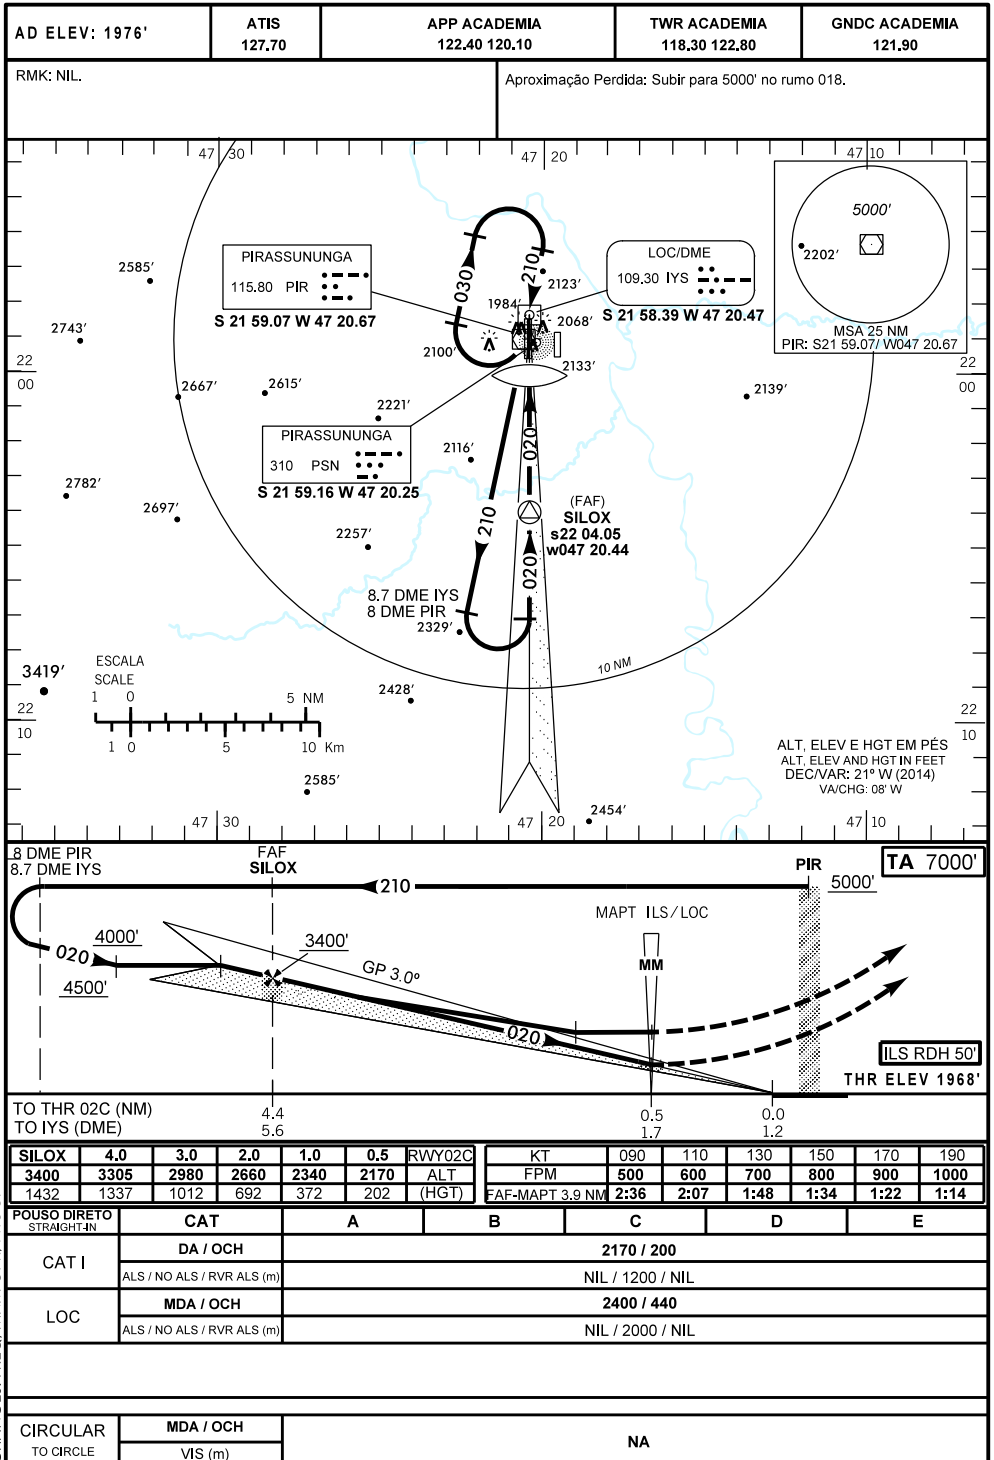 AD ELEV: 1976'
ATIS
127.70
APP ACADEMIA
122.40 120.10
TWR ACADEMIA
118.30 122.80
GNDC ACADEMIA
121.90
RMK: NIL.
Aproximação Perdida: Subir para 5000' no rumo 018.
47 30
47 20
47 10
5000'
2202'
MSA 25 NM
PIR: S21 59.07/ W047 20.67
PIRASSUNUNGA
115.80 PIR
S 21 59.07 W 47 20.67
LOC/DME
109.30 IYS
S 21 58.39 W 47 20.47
2585'
2743'
030
210
2123'
1984'
2068'
2100'
2133'
22
00
22
00
2667'
2615'
2221'
2139'
PIRASSUNUNGA
310 PSN
S 21 59.16 W 47 20.25
2116'
020
2782'
2697'
2257'
210
(FAF)
SILOX
s22 04.05
w047 20.44
020
8.7 DME IYS
8 DME PIR
2329'
10 NM
3419'
ESCALA
SCALE
1 0 5 NM
1 0 5 10 Km
2428'
22
10
22
10
2585'
2454'
ALT, ELEV E HGT EM PÉS
ALT, ELEV AND HGT IN FEET
DEC/VAR: 21° W (2014)
VA/CHG: 08' W
47 30
47 20
47 10
8 DME PIR
8.7 DME IYS
FAF
SILOX
PIR
TA 7000'
210
5000'
MAPT ILS/LOC
020
4000'
3400'
4500'
GP 3.0°
MM
020
ILS RDH 50'
THR ELEV 1968'
TO THR 02C (NM)
4.4 0.5 0.0
TO IYS (DME)
5.6 1.7 1.2
SILOX 4.0 3.0 2.0 1.0 0.5 RWY02C
3400 3305 2980 2660 2340 2170 ALT
1432 1337 1012 692 372 202 (HGT)
KT 090 110 130 150 170 190
FPM 500 600 700 800 900 1000
FAF-MAPT 3.9 NM 2:36 2:07 1:48 1:34 1:22 1:14
POUSO DIRETO
STRAIGHT-IN
CAT A B C D E
CAT I
DA / OCH
2170 / 200
ALS / NO ALS / RVR ALS (m)
NIL / 1200 / NIL
LOC
MDA / OCH
2400 / 440
ALS / NO ALS / RVR ALS (m)
NIL / 2000 / NIL
CIRCULAR
TO CIRCLE
MDA / OCH
VIS (m)
NA